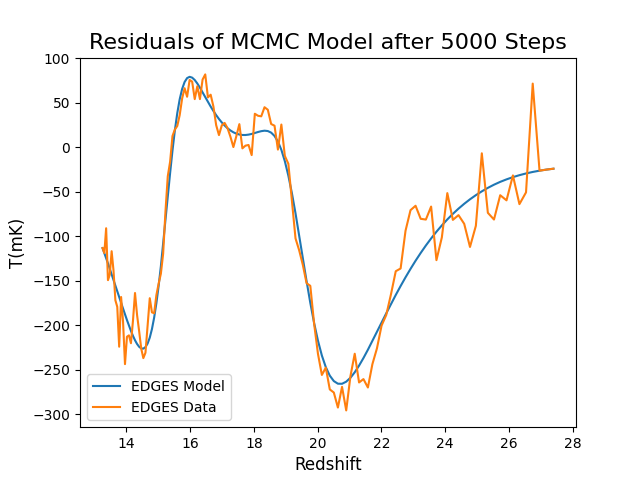 Residuals of MCMC Model after 5000 Steps
T(mK)
100
50
0
−50
−100
−150
−200
−250
−300
EDGES Model
EDGES Data
14 16 18 20 22 24 26 28
Redshift